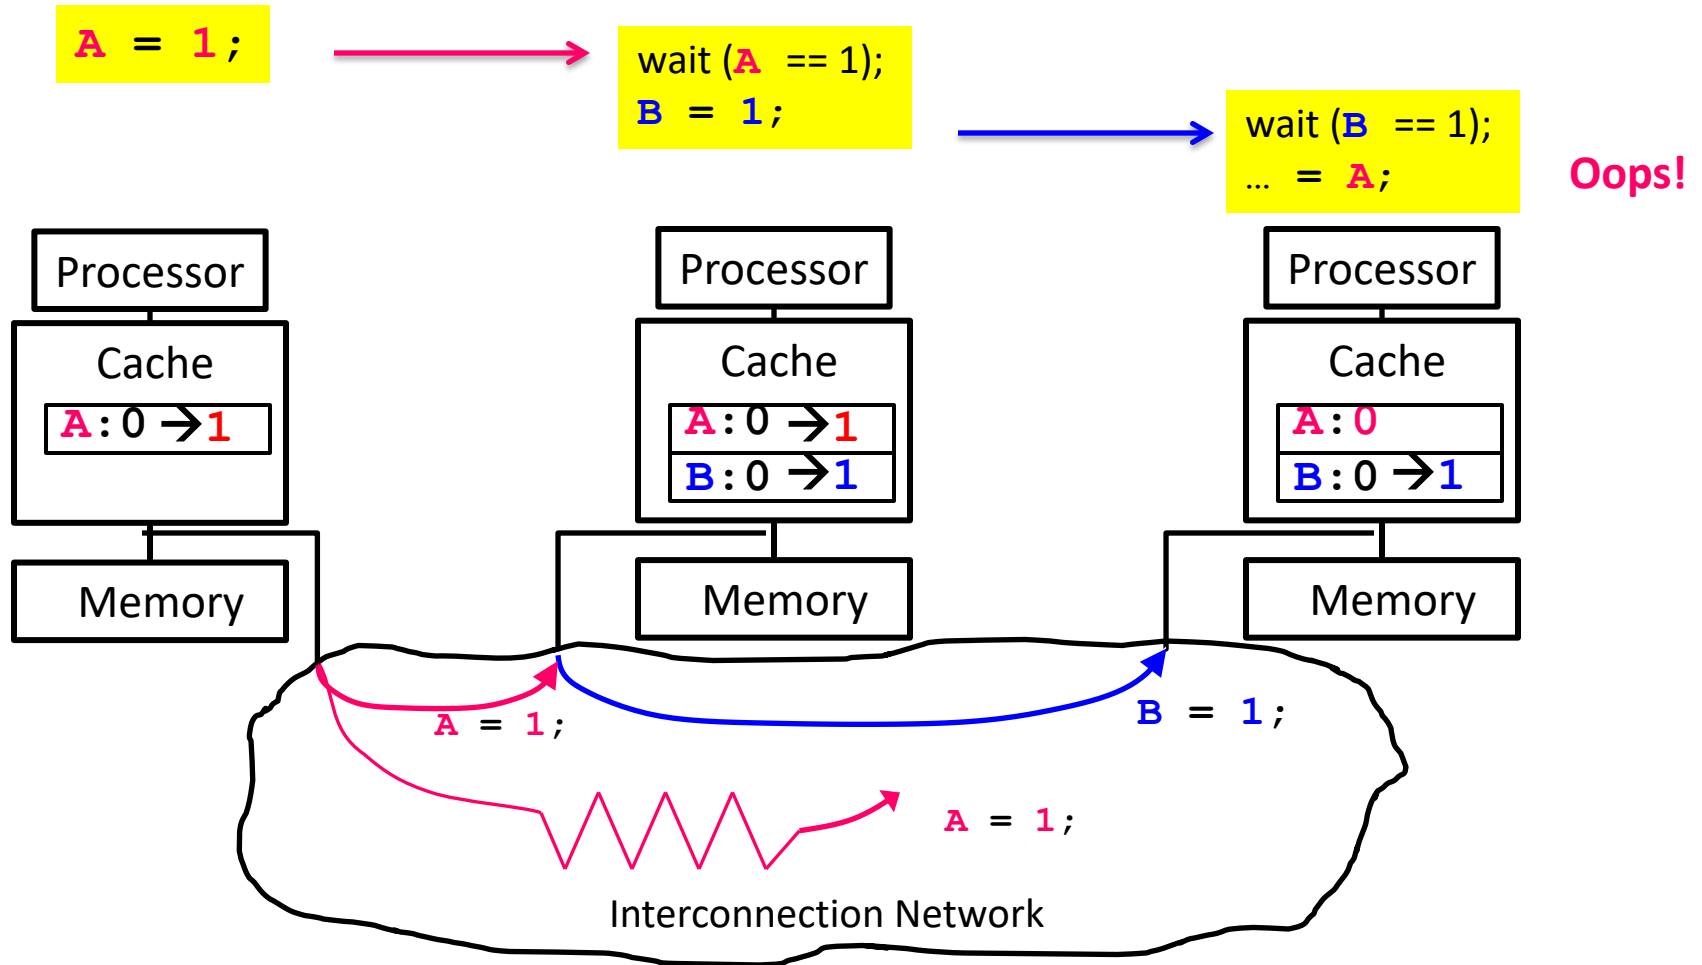 A = 1;
wait (A == 1);
B = 1;
wait (B == 1);
… = A;
Oops!
Processor
Processor
Processor
Cache
Cache
Cache
A:0 →1
A:0 →1
A:0
B:0 →1
B:0 →1
Memory
Memory
Memory
A = 1;
B = 1;
A = 1;
Interconnection Network